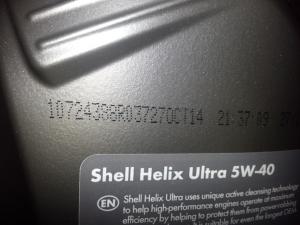 10724388R03727OCT14 21:37:09
Shell Helix Ultra 5W-40
EN Shell Helix Ultra uses unique active cleansing technology
to help high-performance engines operate at maximum
efficiency by helping to protect them from power-robbing
it is suitable for even the longest OEM